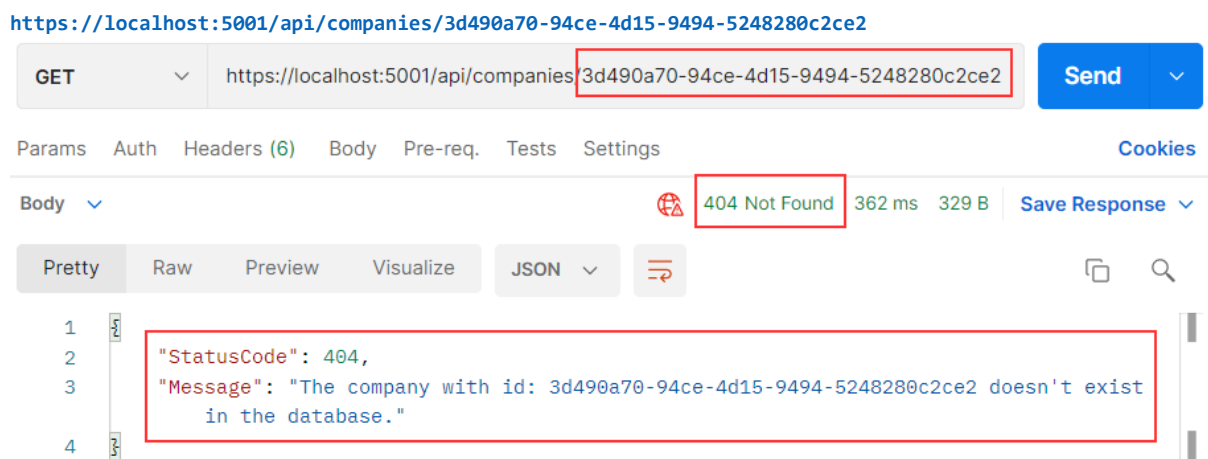 https://localhost:5001/api/companies/3d490a70-94ce-4d15-9494-5248280c2ce2
GET https://localhost:5001/api/companies/3d490a70-94ce-4d15-9494-5248280c2ce2 Send
Params Auth Headers (6) Body Pre-req. Tests Settings Cookies
Body 404 Not Found 362 ms 329 B Save Response
Pretty Raw Preview Visualize JSON
1 {
2 "StatusCode": 404,
3 "Message": "The company with id: 3d490a70-94ce-4d15-9494-5248280c2ce2 doesn't exist
in the database."
4 }